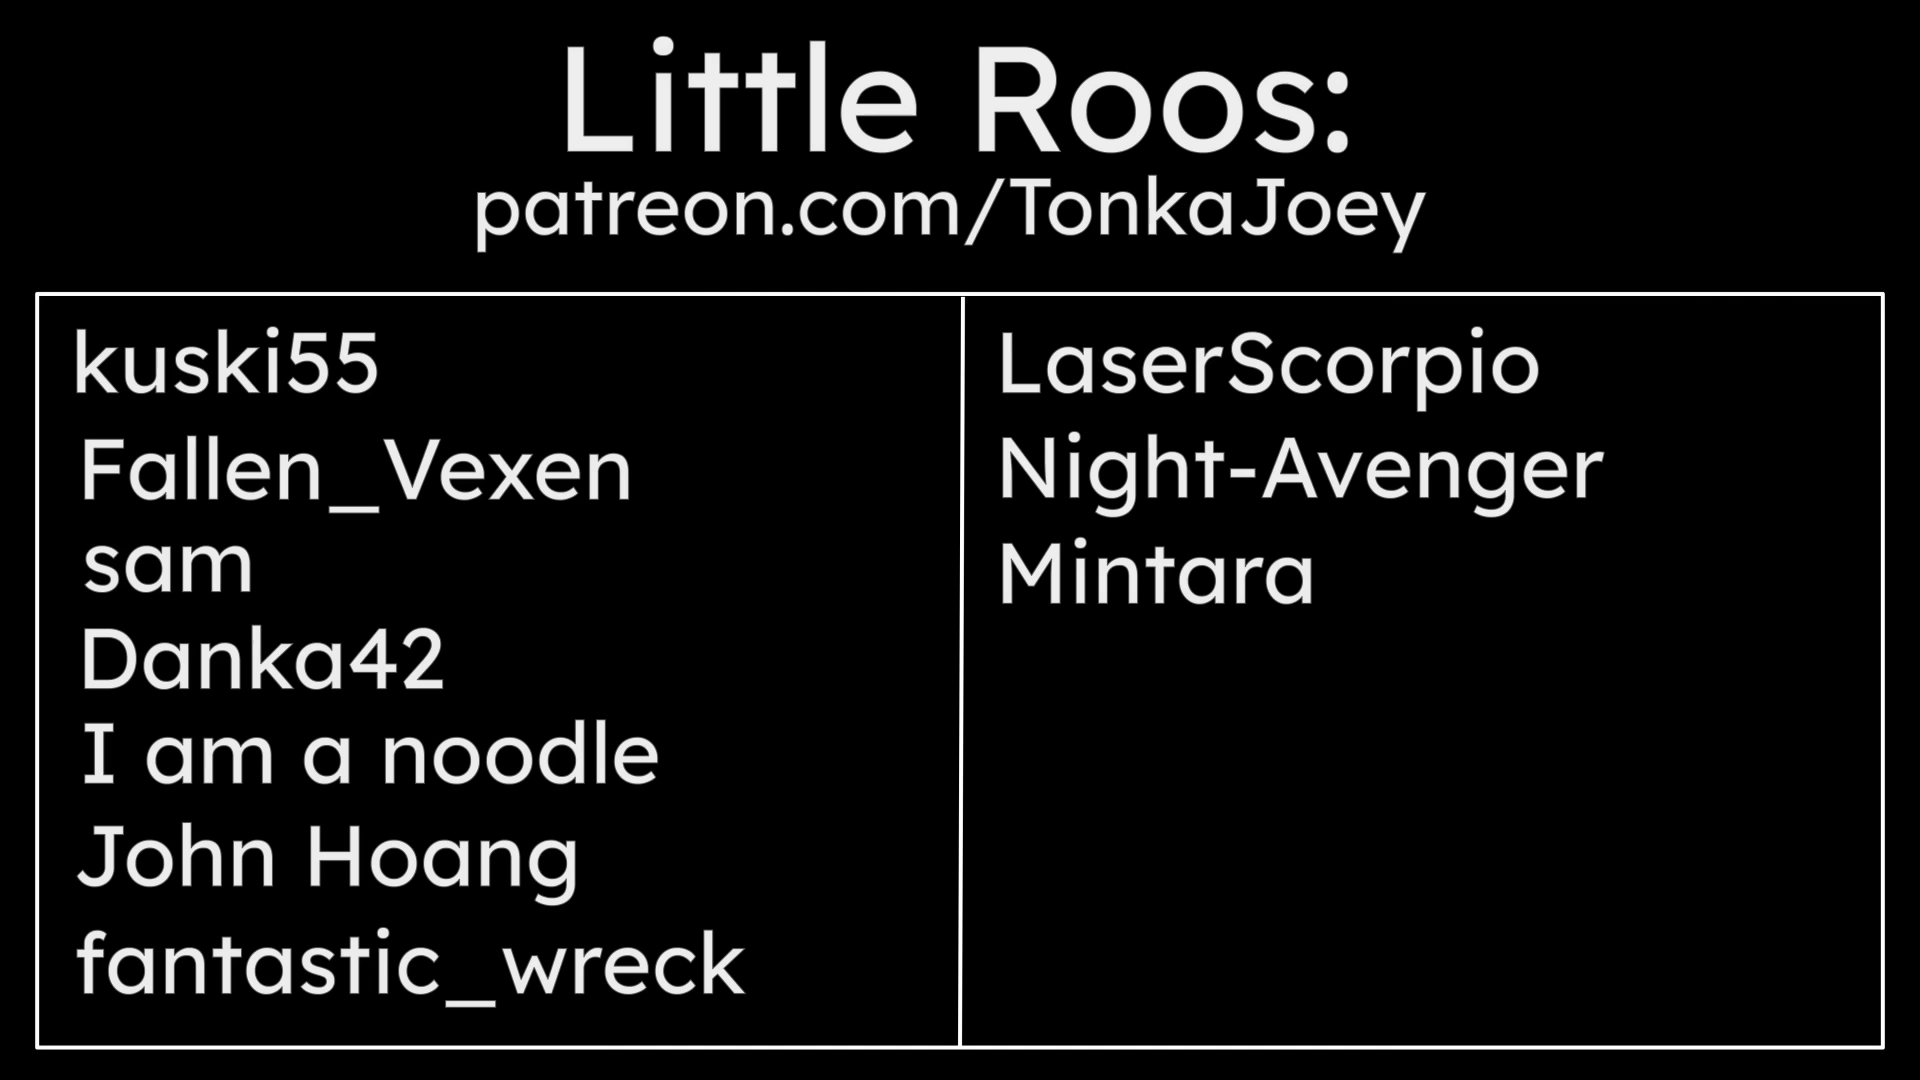 Little Roos:
patreon.com/TonkaJoey
kuski55
Fallen_Vexen
sam
Danka42
I am a noodle
John Hoang
fantastic_wreck
LaserScorpio
Night-Avenger
Mintara